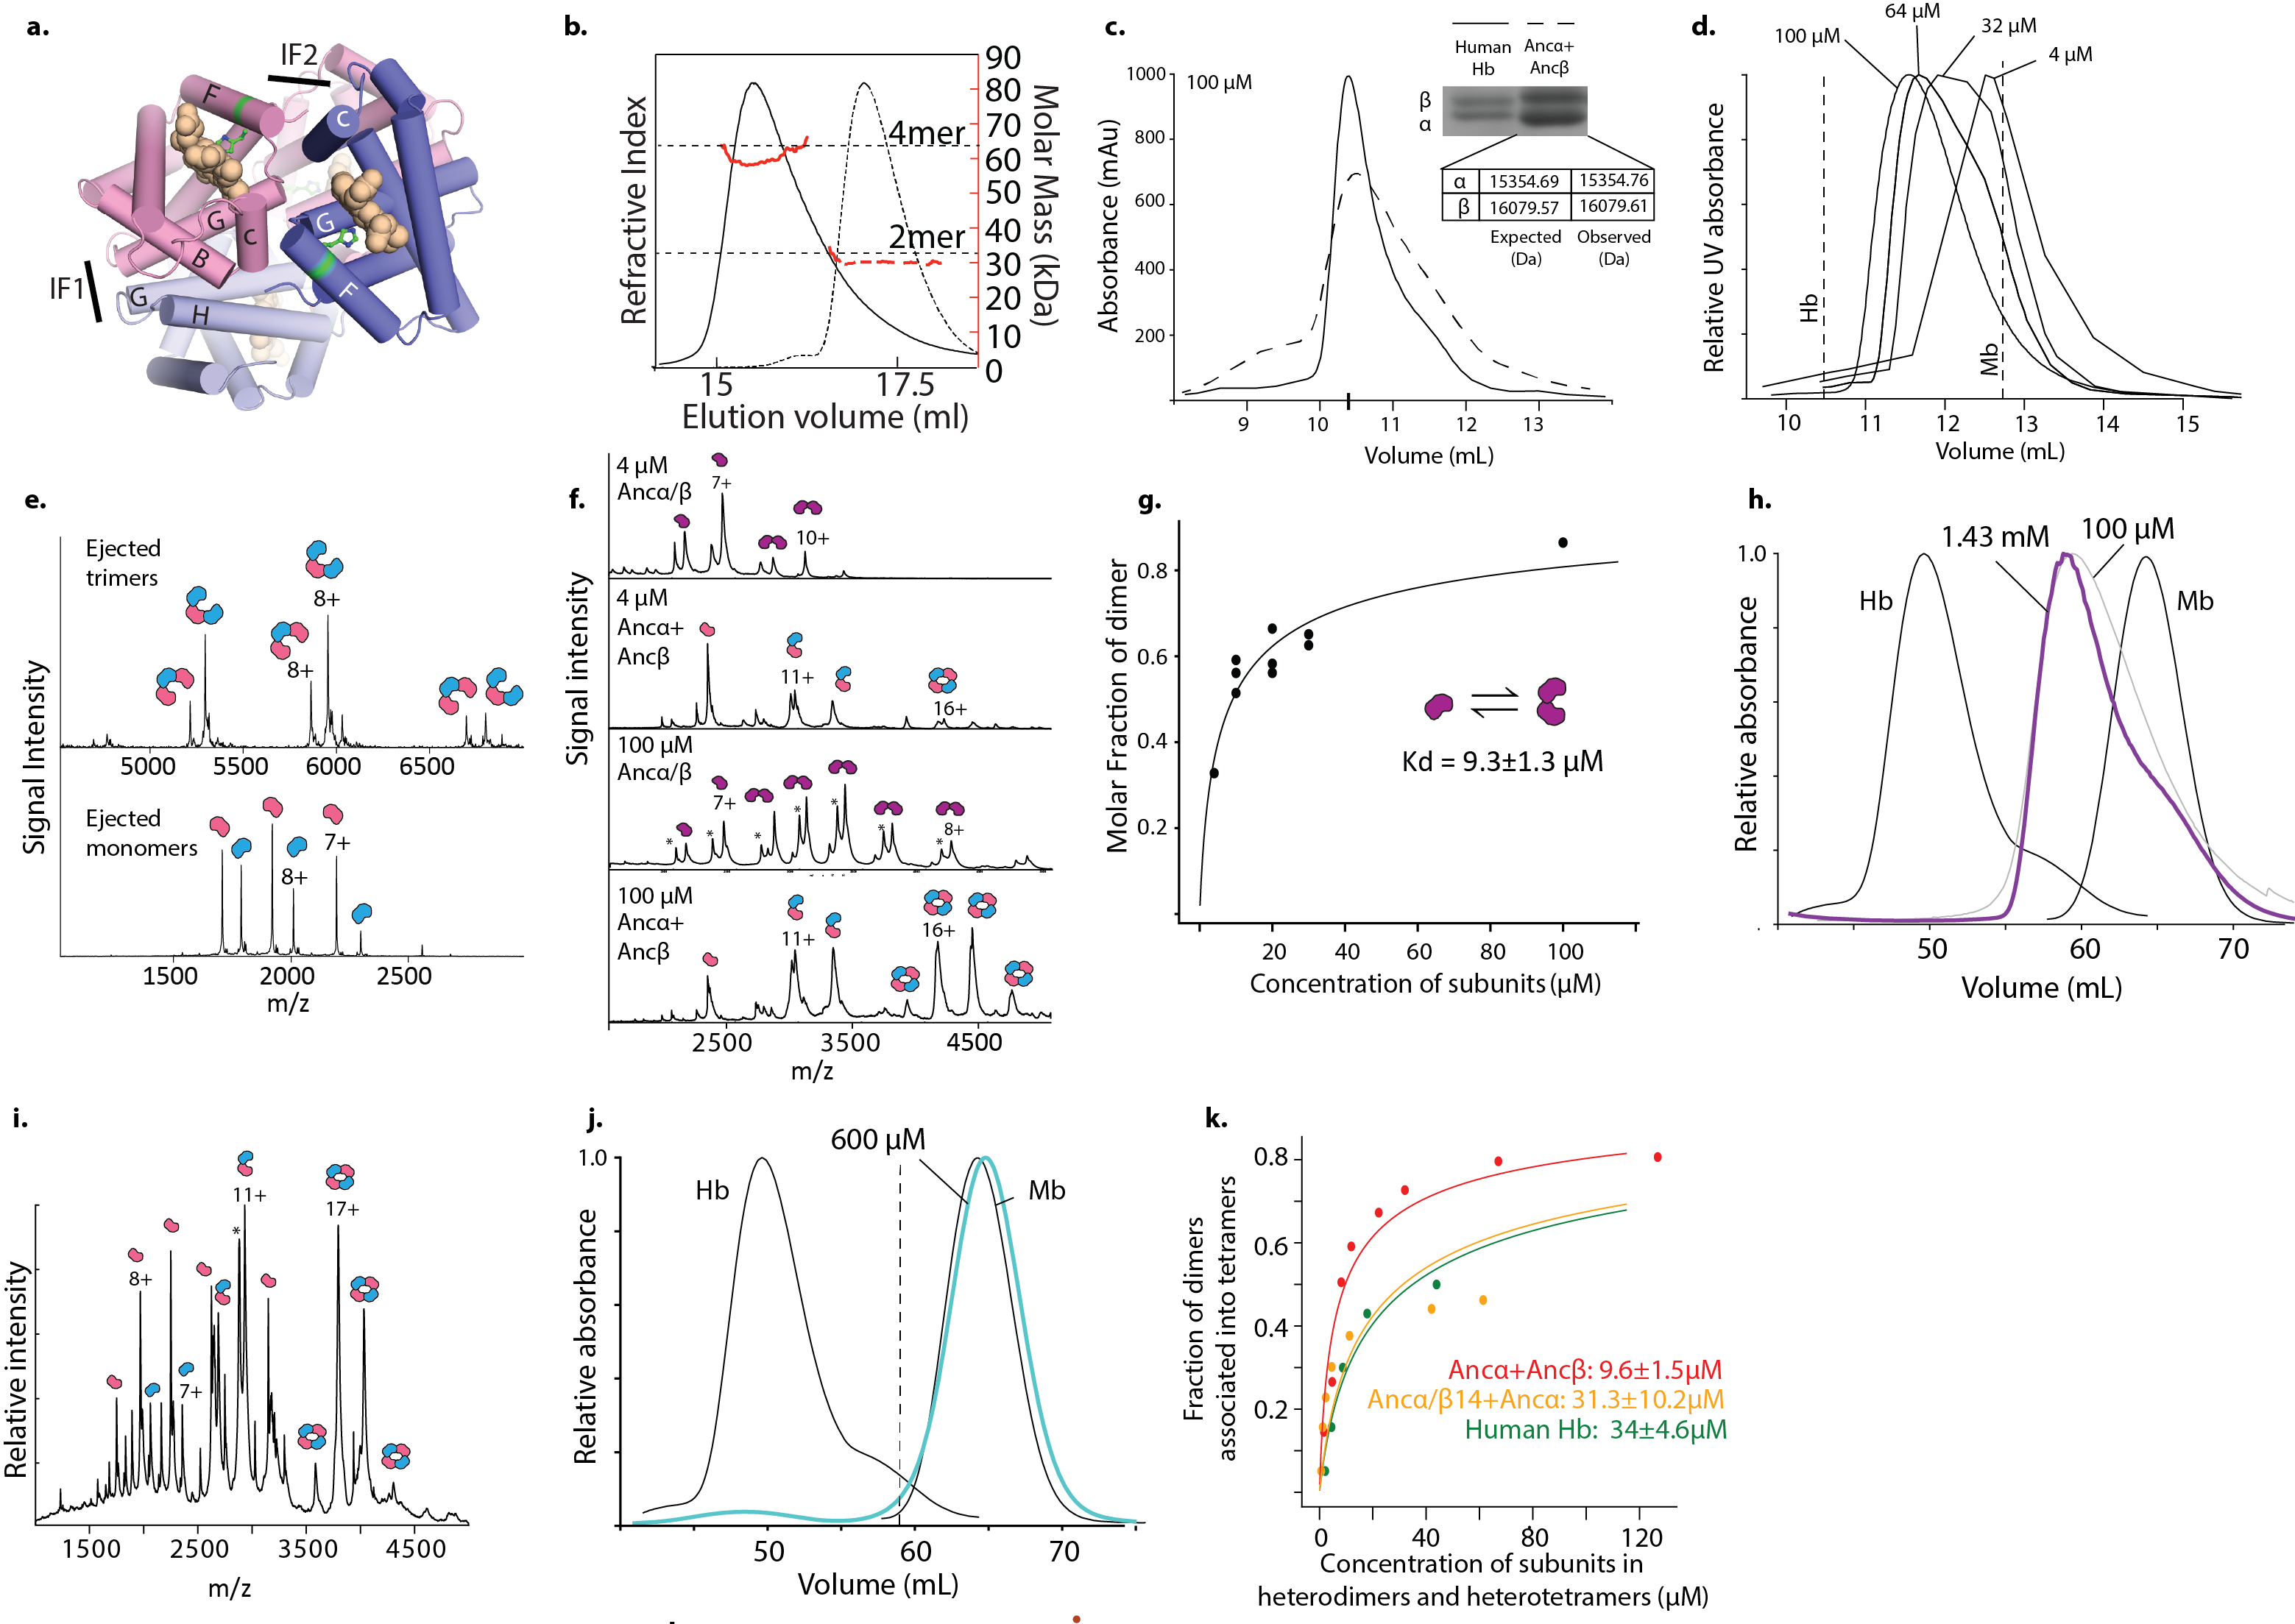 a.
IF2
F
C
G
G
C
B
IF1
G
H
F
b.
Refractive Index
4mer
2mer
90
80
70
60
50
40
30
20
10
0
Molar Mass (kDa)
15
17.5
Elution volume (ml)
c.
Human
Hb
Ancα+
Ancβ
100 µM
β
α
α 15354.69 15354.76
β 16079.57 16079.61
Expected
(Da)
Observed
(Da)
Absorbance (mAu)
1000
800
600
400
200
9 10 11 12 13
Volume (mL)
d.
100 µM
64 µM
32 µM
4 µM
Relative UV absorbance
Hb
Mb
10 11 12 13 14 15
Volume (mL)
e.
Ejected
trimers
8+
8+
5000 5500 6000 6500
Signal Intensity
Ejected
monomers
8+
7+
1500 2000 2500
m/z
f.
Signal intensity
4 µM
Ancα/β
7+
10+
4 µM
Ancα+
Ancβ
11+
16+
100 µM
Ancα/β
7+
8+
* * * * * * *
100 µM
Ancα+
Ancβ
11+
16+
2500 3500 4500
m/z
g.
Molar Fraction of dimer
0.8
0.6
0.4
0.2
Kd = 9.3±1.3 µM
20 40 60 80 100
Concentration of subunits (µM)
h.
1.43 mM
100 µM
1.0
Hb
Mb
Relative absorbance
50 60 70
Volume (mL)
i.
Relative intensity
8+
7+
*
11+
17+
1500 2500 3500 4500
m/z
j.
600 µM
1.0
Hb
Mb
Relative absorbance
50 60 70
Volume (mL)
k.
Fraction of dimers
associated into tetramers
0.8
0.6
0.4
0.2
Ancα+Ancβ: 9.6±1.5µM
Ancα/β14+Ancα: 31.3±10.2µM
Human Hb: 34±4.6µM
0 40 80 120
Concentration of subunits in
heterodimers and heterotetramers (µM)